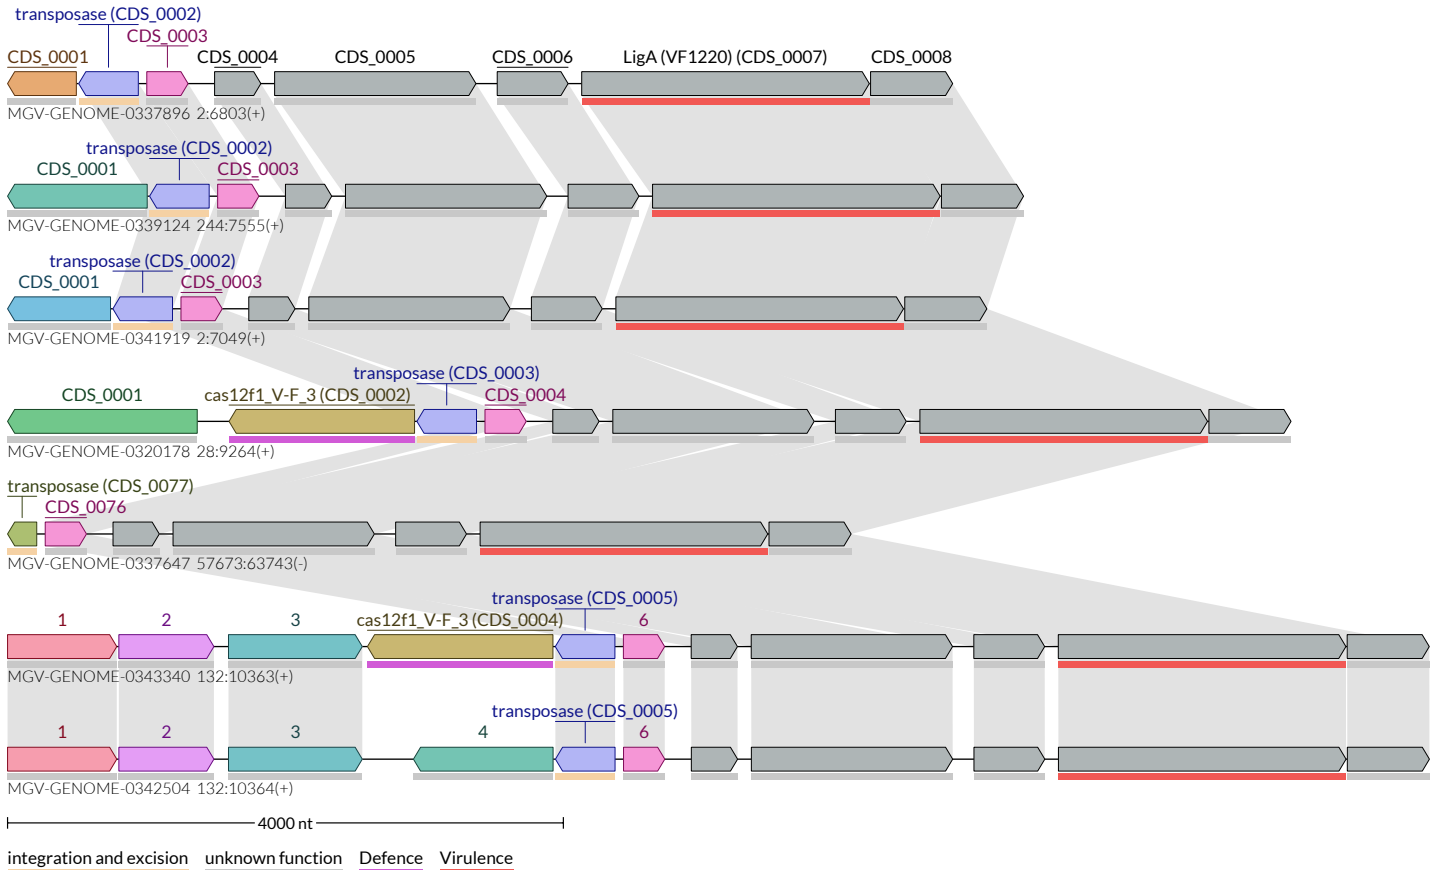 transposase (CDS_0002)
CDS_0003
CDS_0001 CDS_0004 CDS_0005 CDS_0006 LigA (VF1220) (CDS_0007) CDS_0008
MGV-GENOME-0337896 2:6803(+)
transposase (CDS_0002)
CDS_0001 CDS_0003
MGV-GENOME-0339124 244:7555(+)
transposase (CDS_0002)
CDS_0001 CDS_0003
MGV-GENOME-0341919 2:7049(+)
transposase (CDS_0003)
CDS_0001 cas12f1_V-F_3 (CDS_0002) CDS_0004
MGV-GENOME-0320178 28:9264(+)
transposase (CDS_0077)
CDS_0076
MGV-GENOME-0337647 57673:63743(-)
transposase (CDS_0005)
1 2 3 cas12f1_V-F_3 (CDS_0004) 6
MGV-GENOME-0343340 132:10363(+)
transposase (CDS_0005)
1 2 3 4 6
MGV-GENOME-0342504 132:10364(+)
4000 nt
integration and excision unknown function Defence Virulence